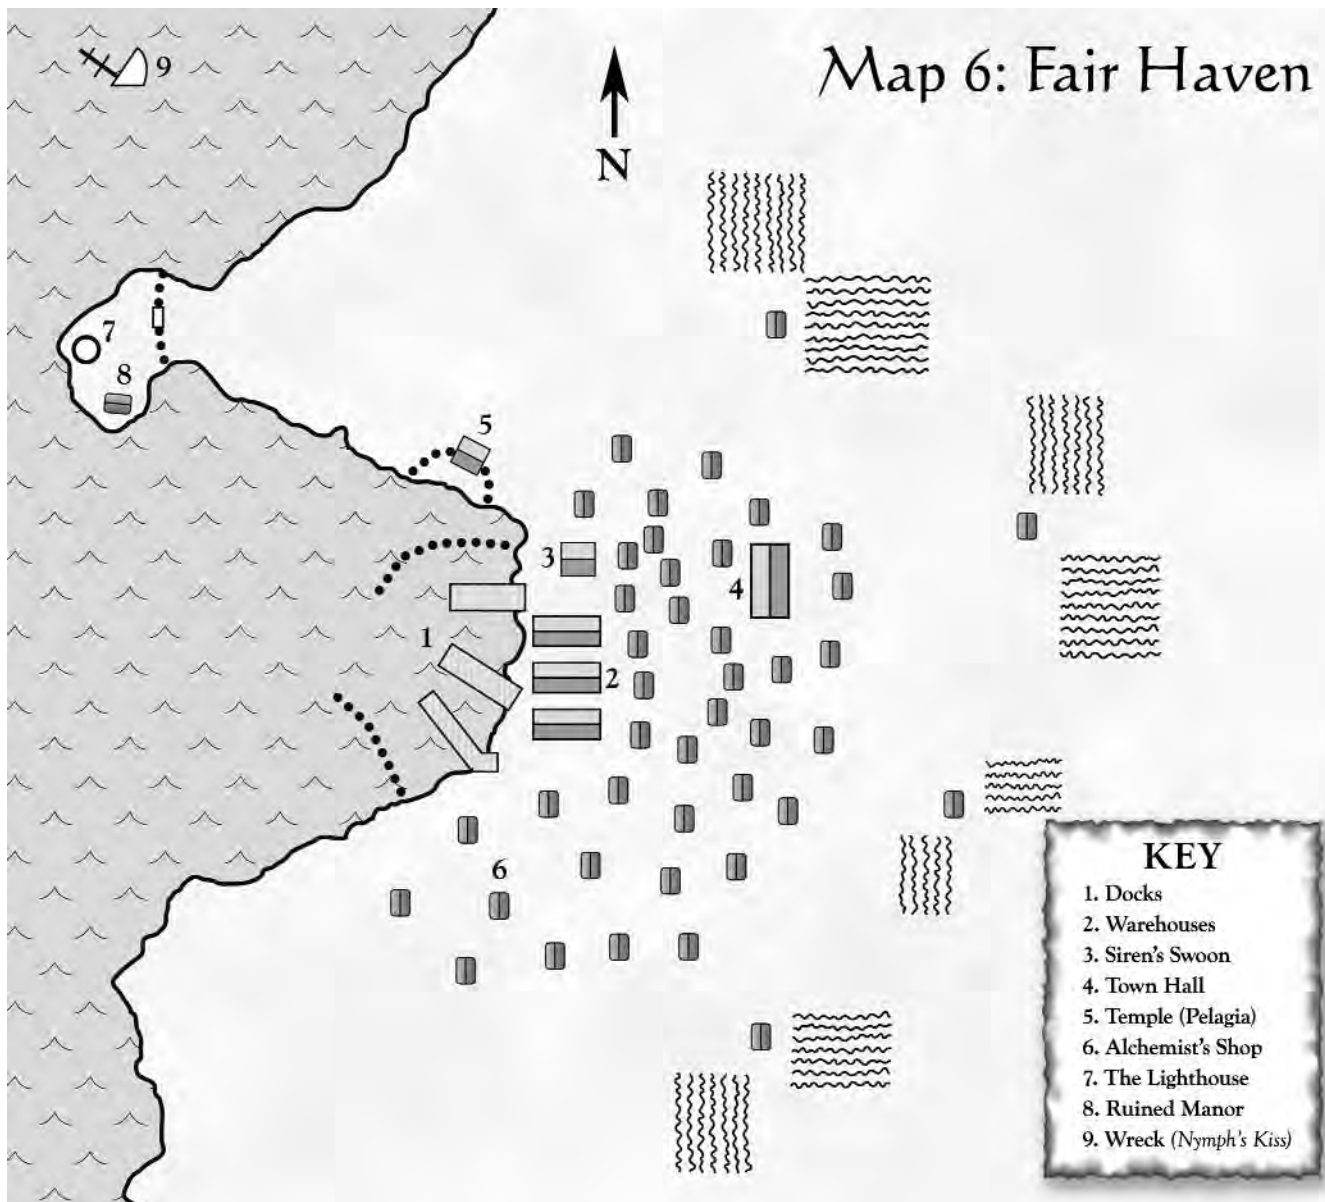 Map 6: Fair Haven
9
N
7
8
5
3
4
1
2
6
KEY
1. Docks
2. Warehouses
3. Siren's Swoon
4. Town Hall
5. Temple (Pelagia)
6. Alchemist's Shop
7. The Lighthouse
8. Ruined Manor
9. Wreck (Nymph's Kiss)